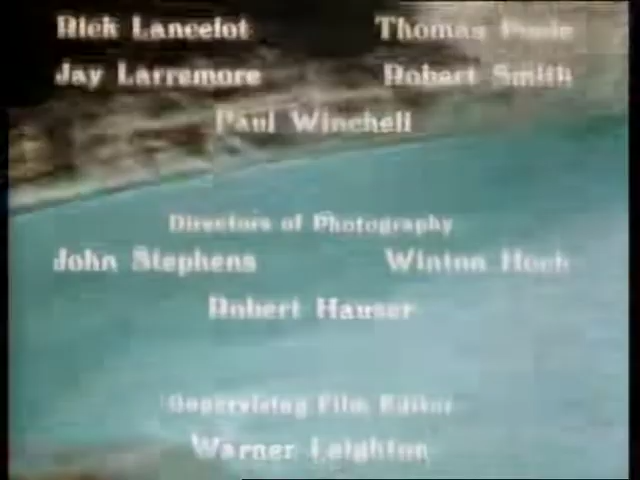 Rick Lancelot Thomas
Jay Larremore Robert Smith
Paul Winchell
Directors of Photography
John Stephens Winton Hoch
Robert Hauser
Supervising Film Editor
Warner Leighton